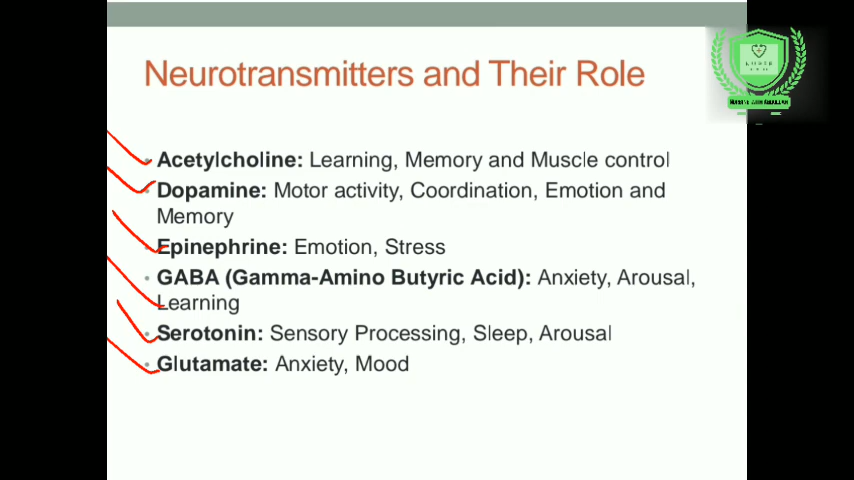 Neurotransmitters and Their Role
• Acetylcholine: Learning, Memory and Muscle control
• Dopamine: Motor activity, Coordination, Emotion and
Memory
• Epinephrine: Emotion, Stress
• GABA (Gamma-Amino Butyric Acid): Anxiety, Arousal,
Learning
• Serotonin: Sensory Processing, Sleep, Arousal
• Glutamate: Anxiety, Mood